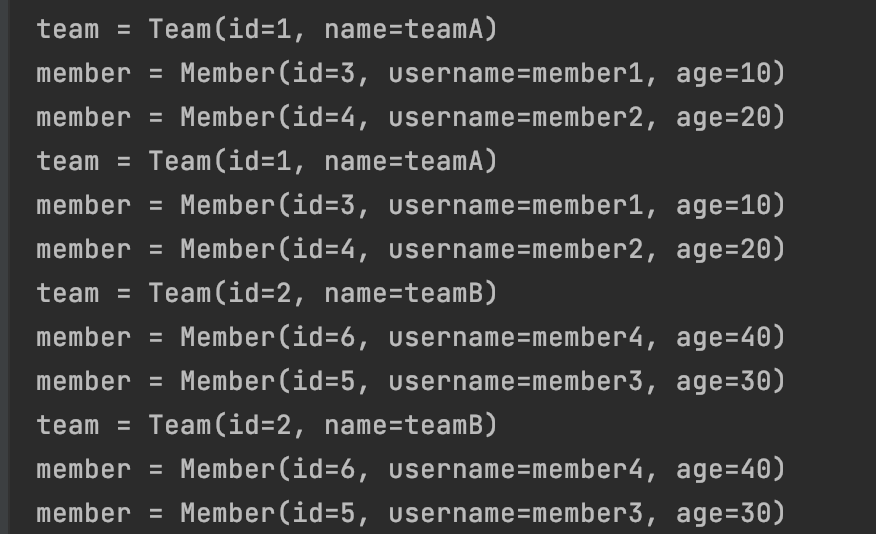 team = Team(id=1, name=teamA)
member = Member(id=3, username=member1, age=10)
member = Member(id=4, username=member2, age=20)
team = Team(id=1, name=teamA)
member = Member(id=3, username=member1, age=10)
member = Member(id=4, username=member2, age=20)
team = Team(id=2, name=teamB)
member = Member(id=6, username=member4, age=40)
member = Member(id=5, username=member3, age=30)
team = Team(id=2, name=teamB)
member = Member(id=6, username=member4, age=40)
member = Member(id=5, username=member3, age=30)